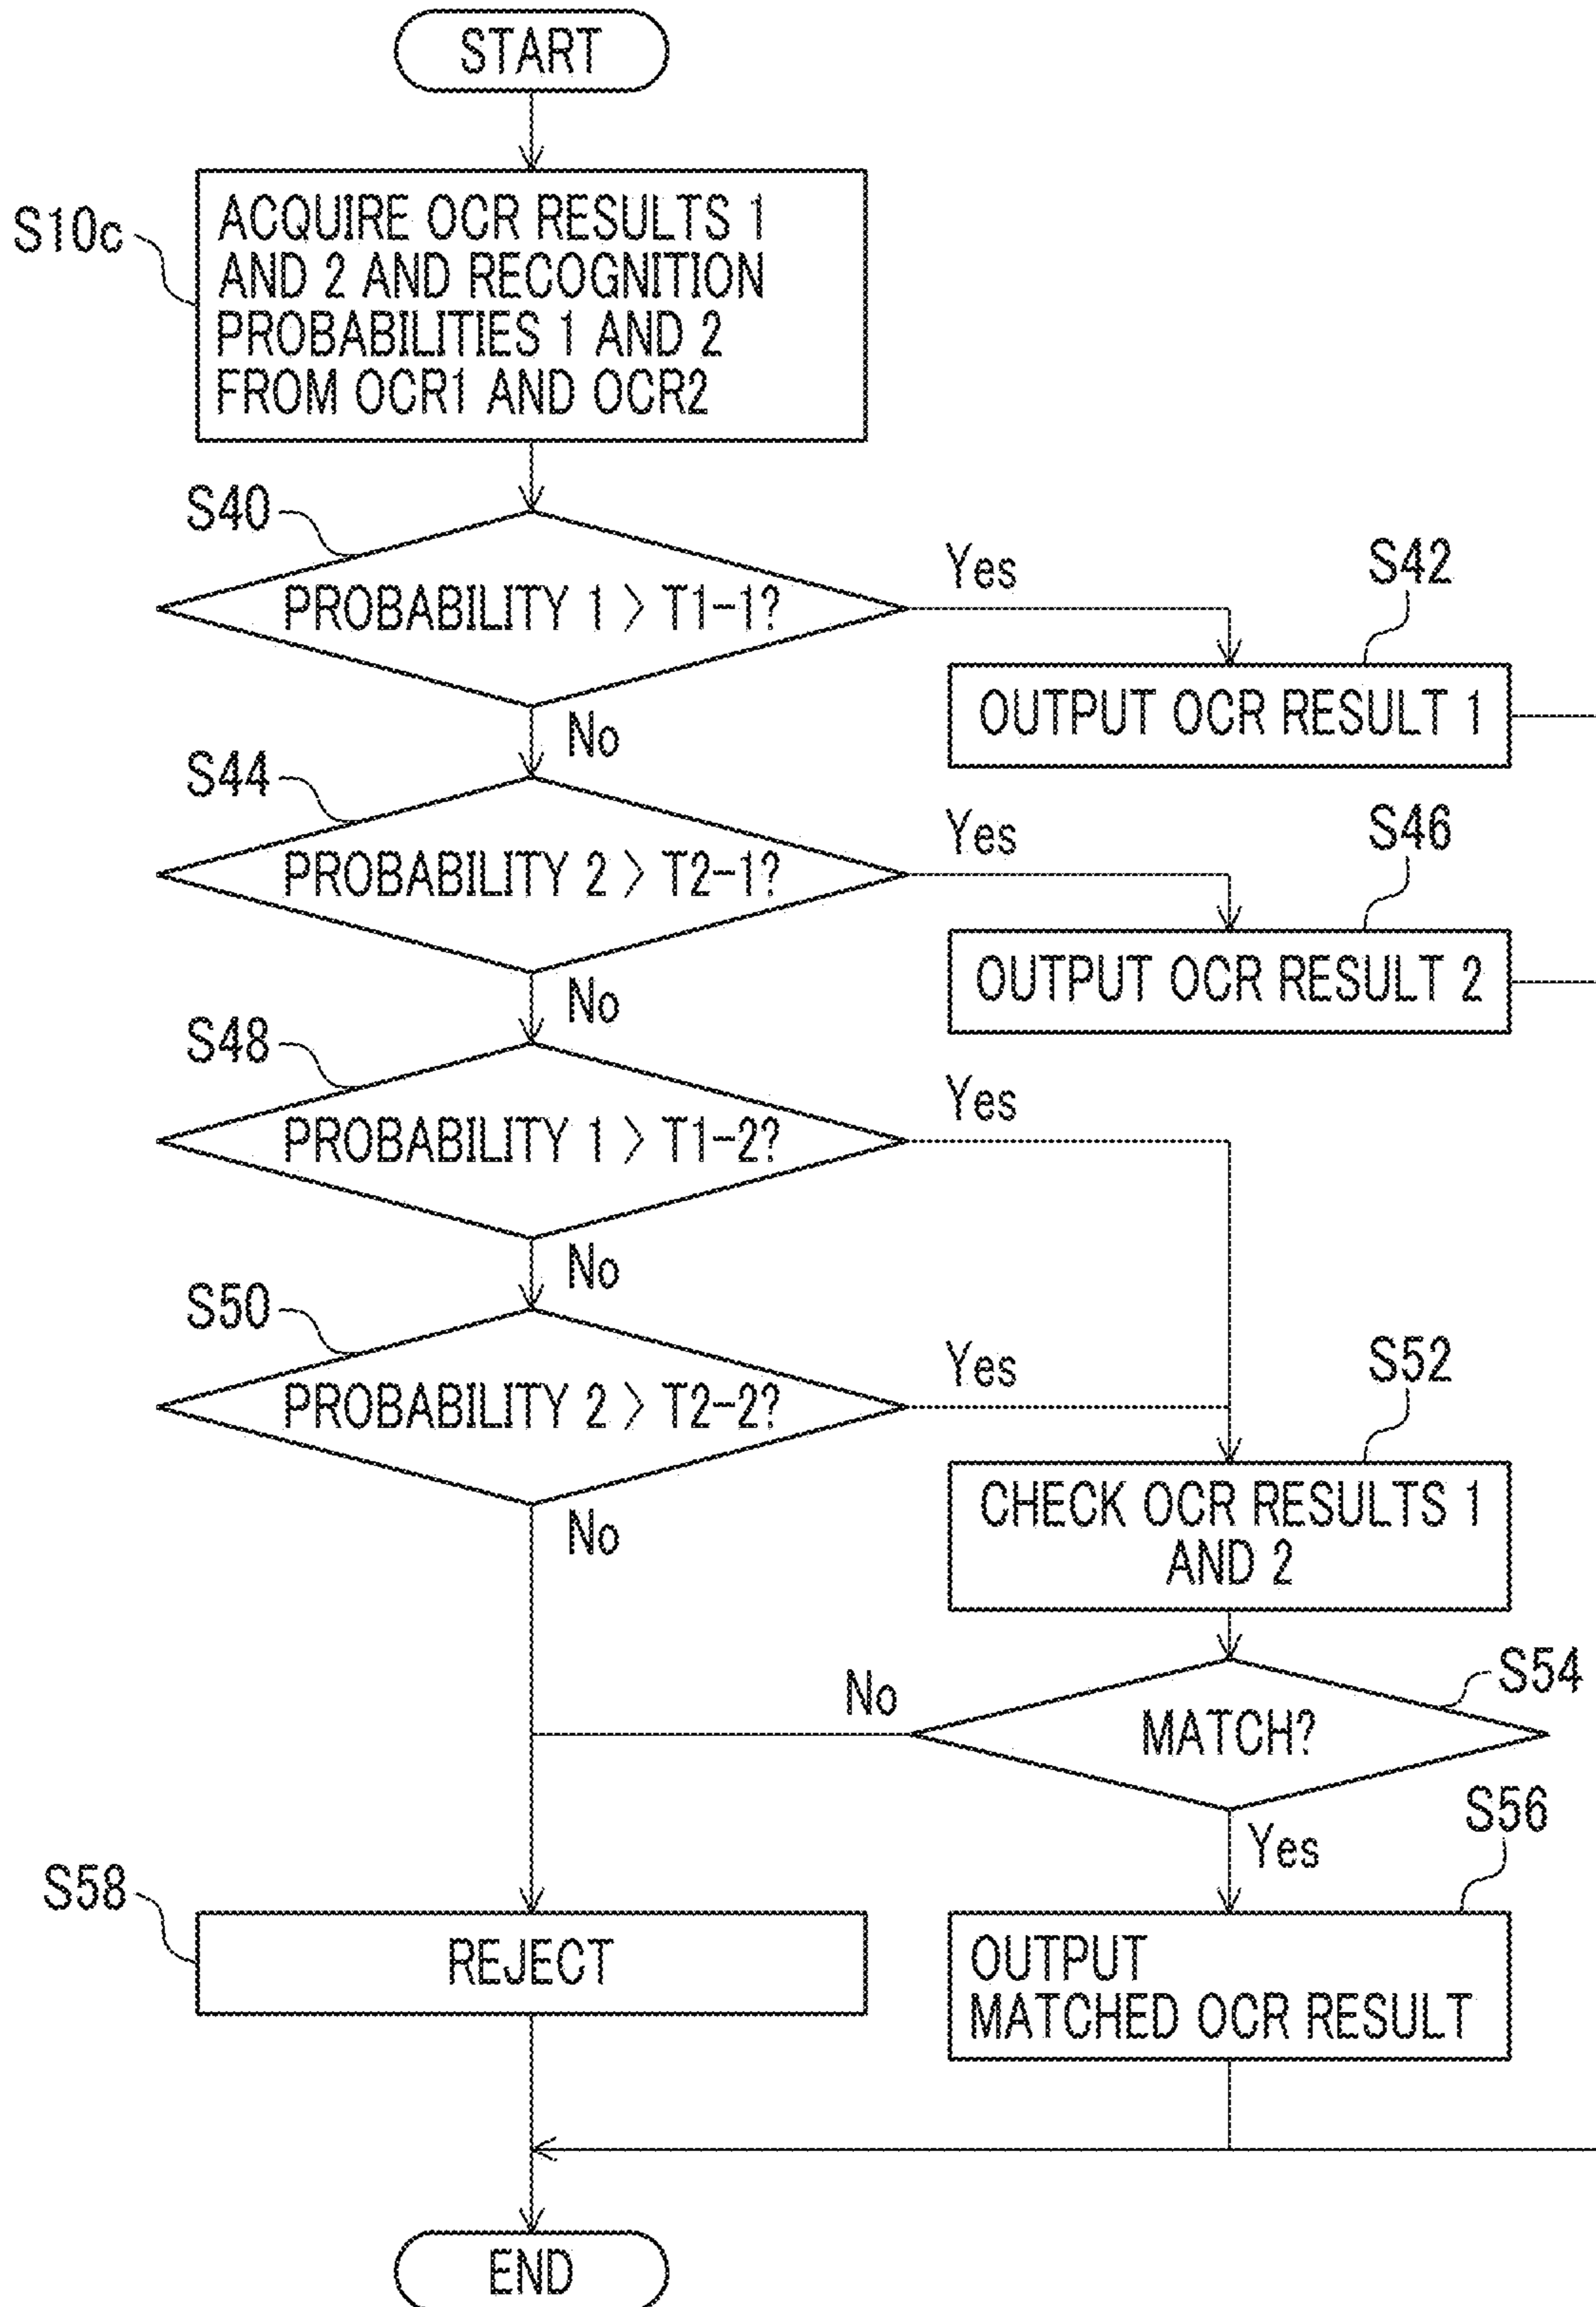 START
S10c
ACQUIRE OCR RESULTS 1
AND 2 AND RECOGNITION
PROBABILITIES 1 AND 2
FROM OCR1 AND OCR2
S40
PROBABILITY 1 > T1-1?
Yes
S42
OUTPUT OCR RESULT 1
No
S44
PROBABILITY 2 > T2-1?
Yes
S46
OUTPUT OCR RESULT 2
No
S48
PROBABILITY 1 > T1-2?
Yes
No
S50
PROBABILITY 2 > T2-2?
Yes
S52
CHECK OCR RESULTS 1
AND 2
No
S54
MATCH?
No
S56
Yes
S58
REJECT
OUTPUT
MATCHED OCR RESULT
END